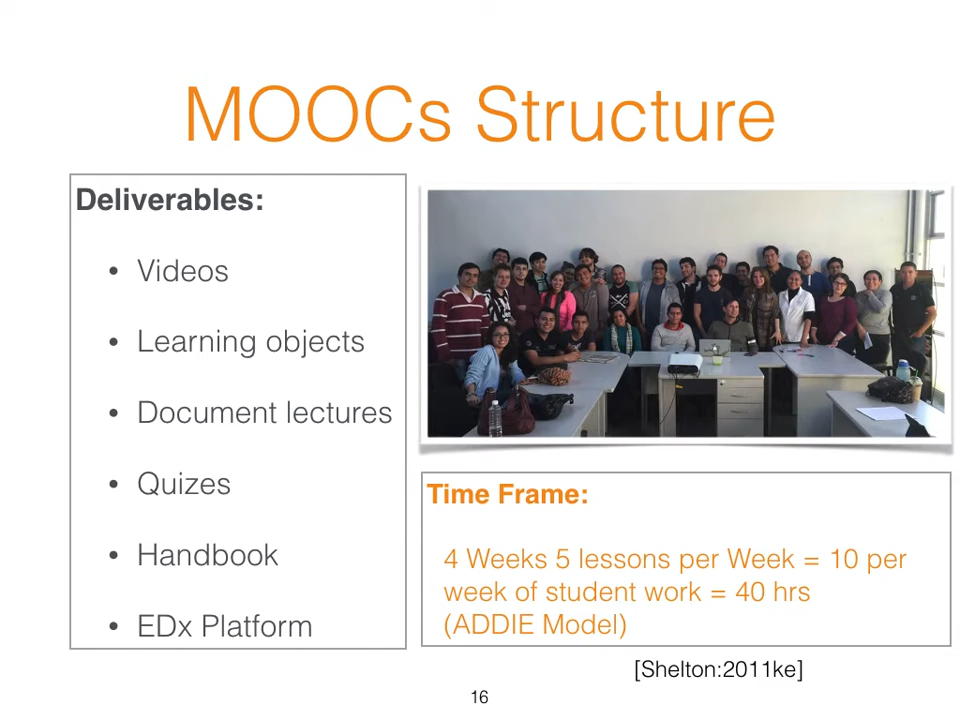 MOOCs Structure
Deliverables:
• Videos
• Learning objects
• Document lectures
• Quizes
• Handbook
• EDx Platform
Time Frame:
4 Weeks 5 lessons per Week = 10 per
week of student work = 40 hrs
(ADDIE Model)
[Shelton:2011ke]
16